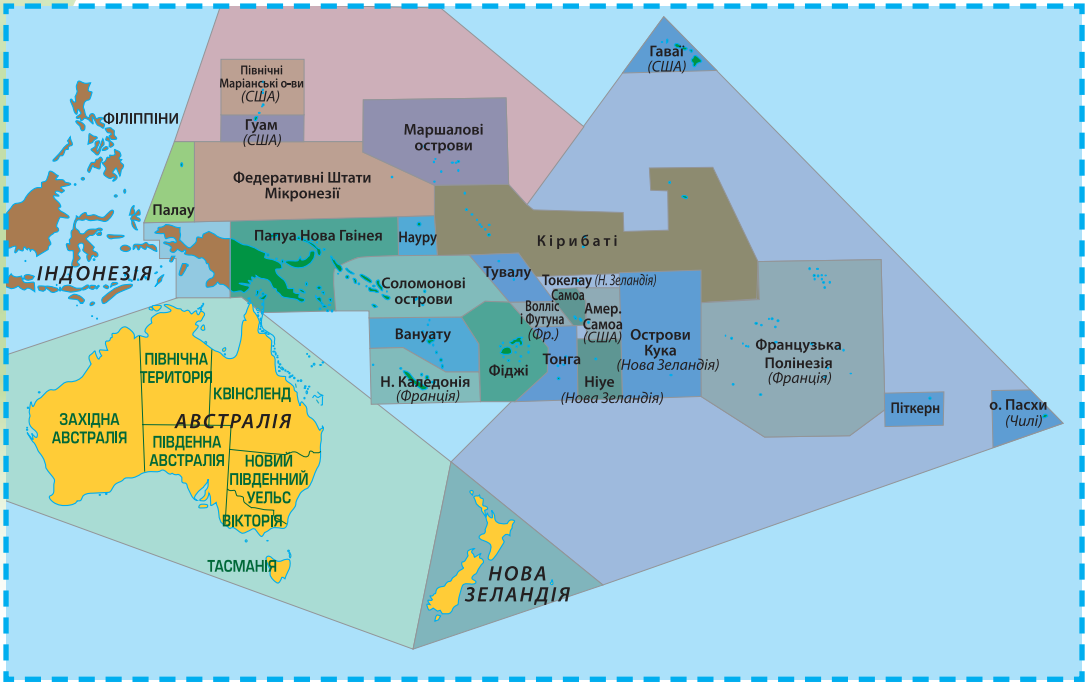 Гаваї
(США)
Північні
Маріанські о-ви
(США)
ФІЛІППІНИ
Гуам
(США)
Маршалові
острови
Федеративні Штати
Мікронезії
Палау
Папуа Нова Гвінея
Науру
Кірибаті
ІНДОНЕЗІЯ
Соломонові
острови
Тувалу
Токелау (Н. Зеландія)
Самоа
Волліс
і Футуна
(Фр.)
Амер.
Самоа
(США)
Вануату
Острови
Кука
(Нова Зеландія)
Французька
Полінезія
(Франція)
Фіджі
Тонга
Н. Каледонія
(Франція)
Ніуе
(Нова Зеландія)
Піткерн
о. Пасхи
(Чилі)
ПІВНІЧНА
ТЕРИТОРІЯ
КВІНСЛЕНД
ЗАХІДНА
АВСТРАЛІЯ
АВСТРАЛІЯ
ПІВДЕННА
АВСТРАЛІЯ
НОВИЙ
ПІВДЕННИЙ
УЕЛЬС
ВІКТОРІЯ
ТАСМАНІЯ
НОВА
ЗЕЛАНДІЯ